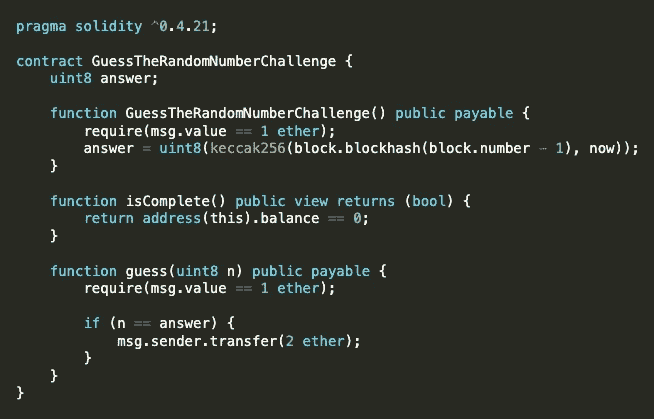 pragma solidity ^0.4.21;
contract GuessTheRandomNumberChallenge {
    uint8 answer;
    function GuessTheRandomNumberChallenge() public payable {
        require(msg.value == 1 ether);
        answer = uint8(keccak256(block.blockhash(block.number - 1), now));
    }
    function isComplete() public view returns (bool) {
        return address(this).balance == 0;
    }
    function guess(uint8 n) public payable {
        require(msg.value == 1 ether);
        if (n == answer) {
            msg.sender.transfer(2 ether);
        }
    }
}